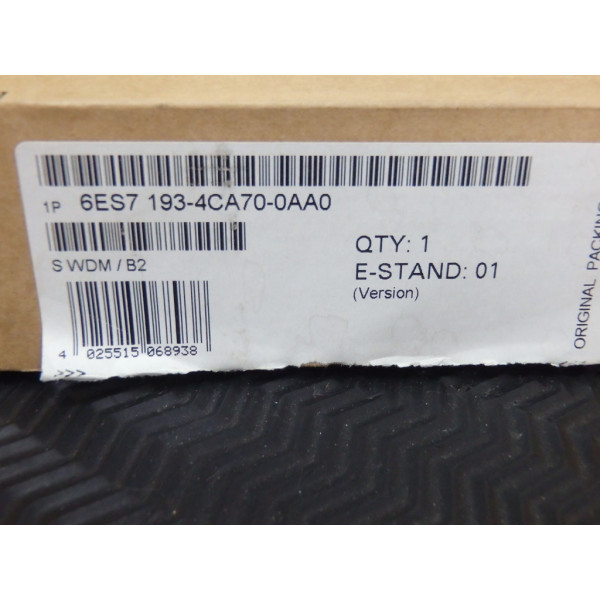 1P 6ES7 193-4CA70-0AA0
S WDM / B2
QTY: 1
E-STAND: 01
(Version)
4 025515 068938
>>>
ORIGINAL PACKING